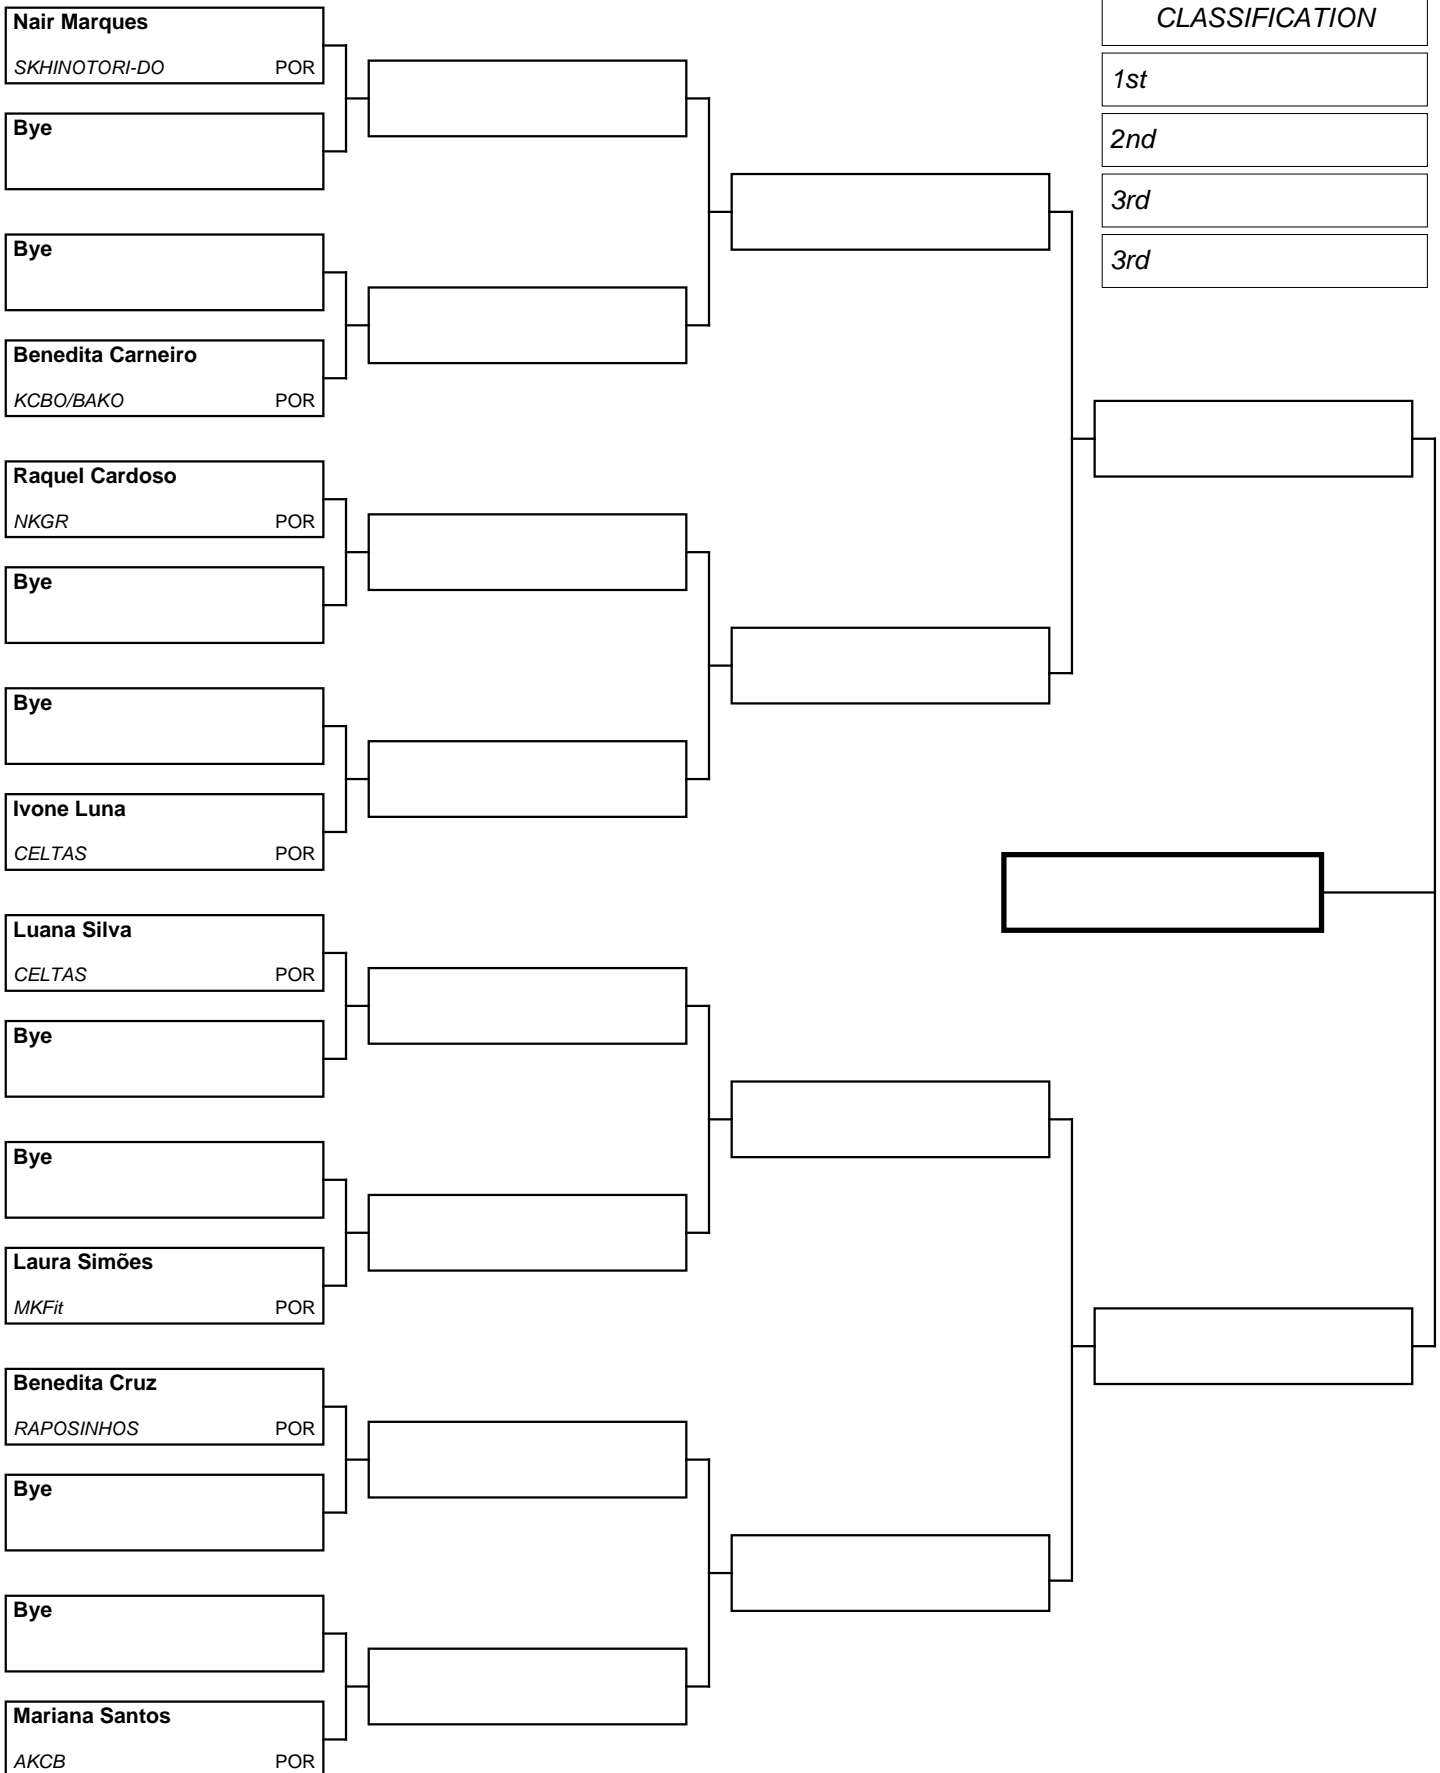 Nair Marques
SKHINOTORI-DO POR
Bye
Bye
Benedita Carneiro
KCBO/BAKO POR
Raquel Cardoso
NKGR POR
Bye
Bye
Ivone Luna
CELTAS POR
Luana Silva
CELTAS POR
Bye
Bye
Laura Simões
MKFit POR
Benedita Cruz
RAPOSINHOS POR
Bye
Bye
Mariana Santos
AKCB POR
CLASSIFICATION
1st
2nd
3rd
3rd